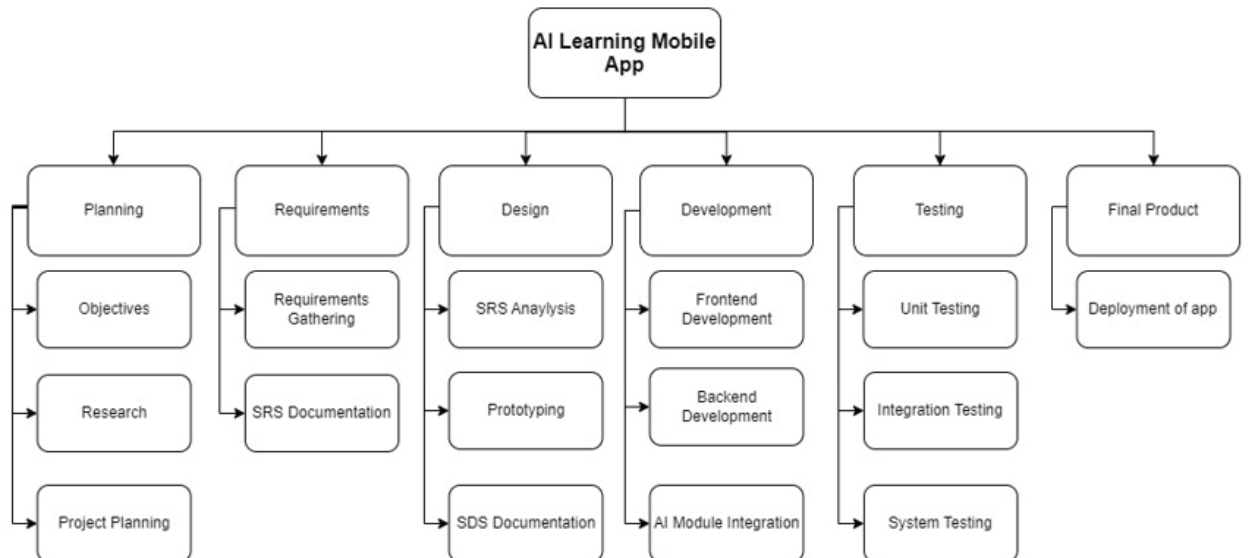 AI Learning Mobile
App
Planning
Requirements
Design
Development
Testing
Final Product
Objectives
Requirements
Gathering
SRS Anaylysis
Frontend
Development
Unit Testing
Deployment of app
Research
SRS Documentation
Prototyping
Backend
Development
Integration Testing
Project Planning
SDS Documentation
AI Module Integration
System Testing